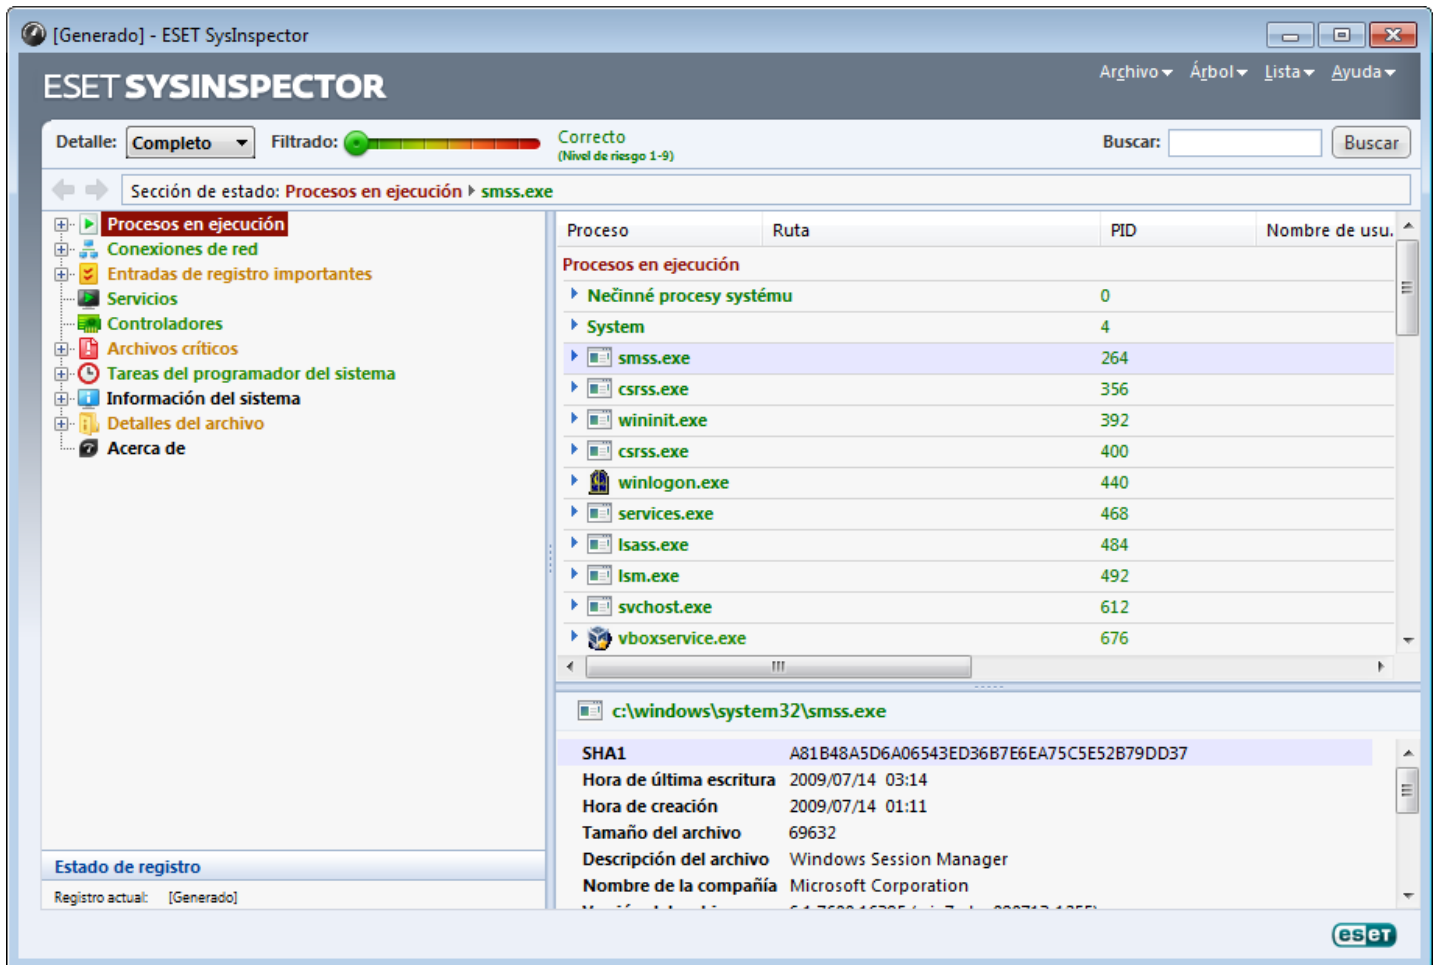 [Generado] - ESET SysInspector
ESET SYSINSPECTOR
Archivo Árbol Lista Ayuda
Detalle: Completo Filtrado: Correcto (Nivel de riesgo 1-9) Buscar: Buscar
Sección de estado: Procesos en ejecución smss.exe
Procesos en ejecución
Conexiones de red
Entradas de registro importantes
Servicios
Controladores
Archivos críticos
Tareas del programador del sistema
Información del sistema
Detalles del archivo
Acerca de
Estado de registro
Registro actual: [Generado]
Proceso Ruta PID Nombre de usu.
Procesos en ejecución
Nečinné procesy systému 0
System 4
smss.exe 264
csrss.exe 356
wininit.exe 392
csrss.exe 400
winlogon.exe 440
services.exe 468
lsass.exe 484
lsm.exe 492
svchost.exe 612
vboxservice.exe 676
c:\windows\system32\smss.exe
SHA1 A81B48A5D6A06543ED36B7E6EA75C5E52B79DD37
Hora de última escritura 2009/07/14 03:14
Hora de creación 2009/07/14 01:11
Tamaño del archivo 69632
Descripción del archivo Windows Session Manager
Nombre de la compañía Microsoft Corporation
eseT